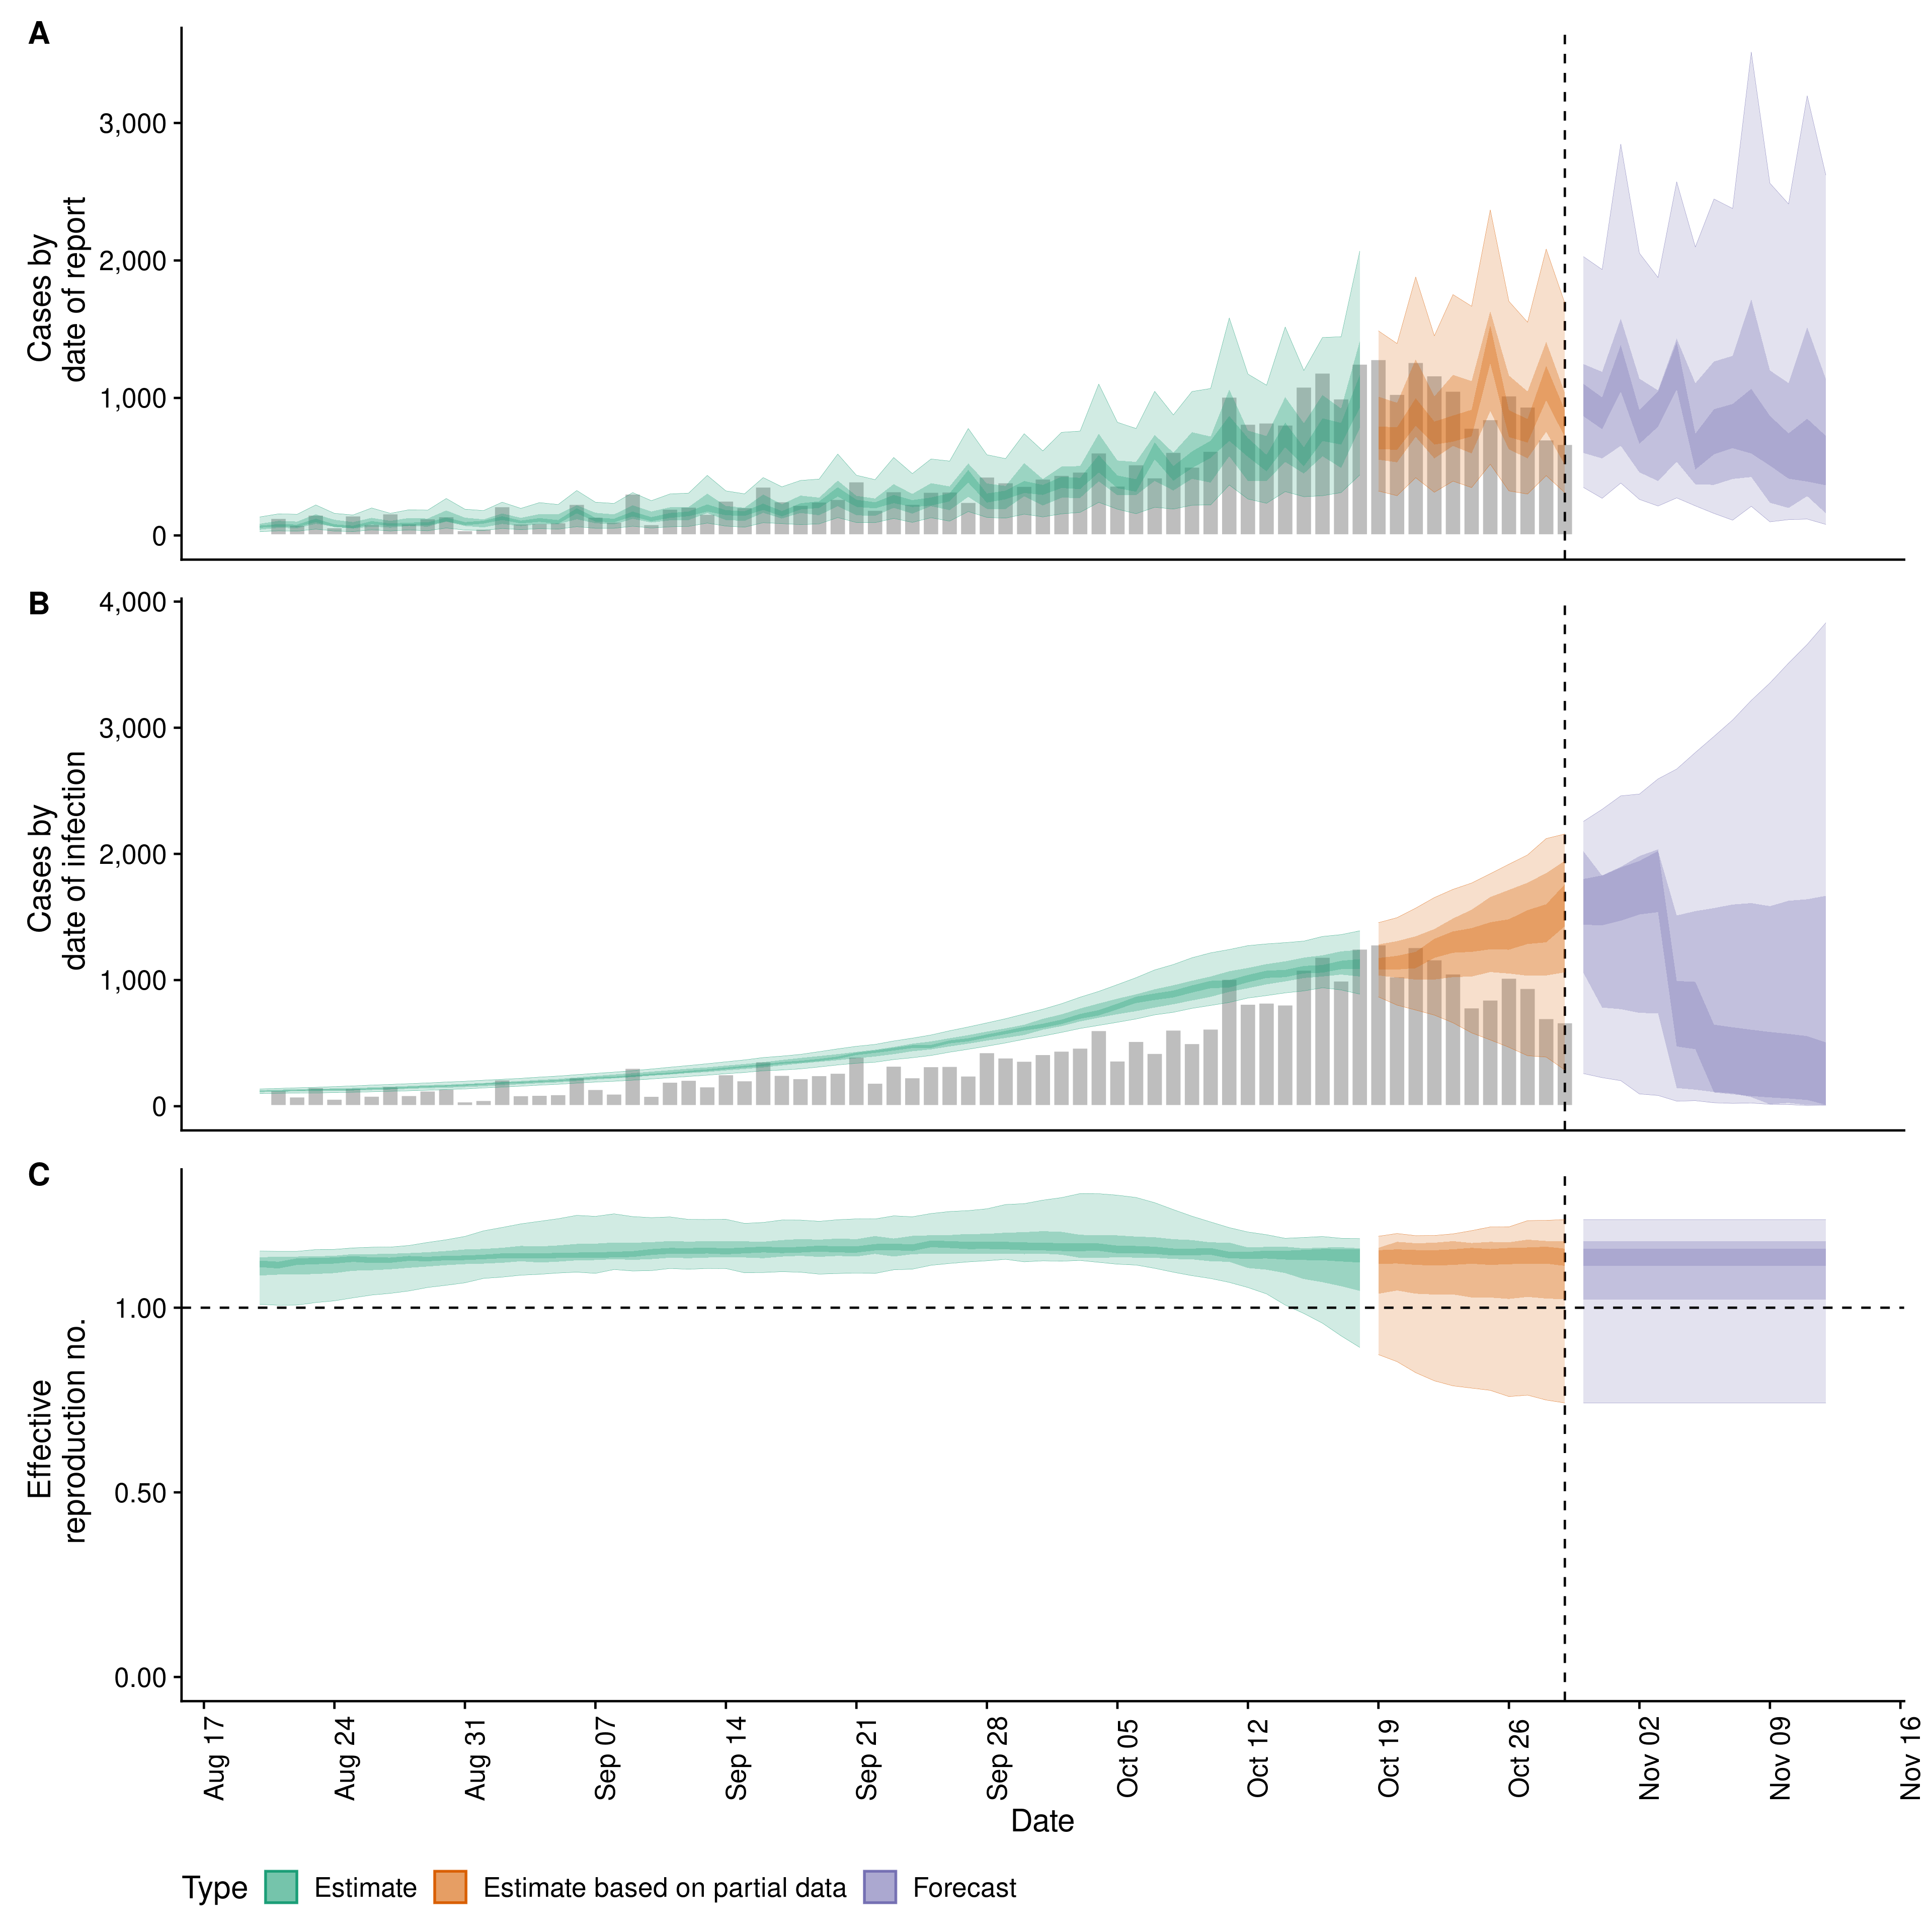 A
Cases by
date of report
3,000
2,000
1,000
0
B
Cases by
date of infection
4,000
3,000
2,000
1,000
0
C
Effective
reproduction no.
1.00
0.50
0.00
Aug 17
Aug 24
Aug 31
Sep 07
Sep 14
Sep 21
Sep 28
Oct 05
Oct 12
Oct 19
Oct 26
Nov 02
Nov 09
Nov 16
Date
Type Estimate Estimate based on partial data Forecast